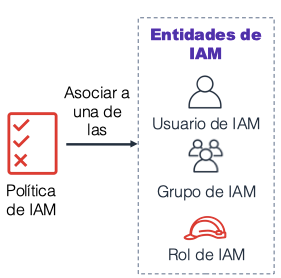 Entidades de
IAM
Asociar a
una de
las
Usuario de IAM
Grupo de IAM
Política
de IAM
Rol de IAM